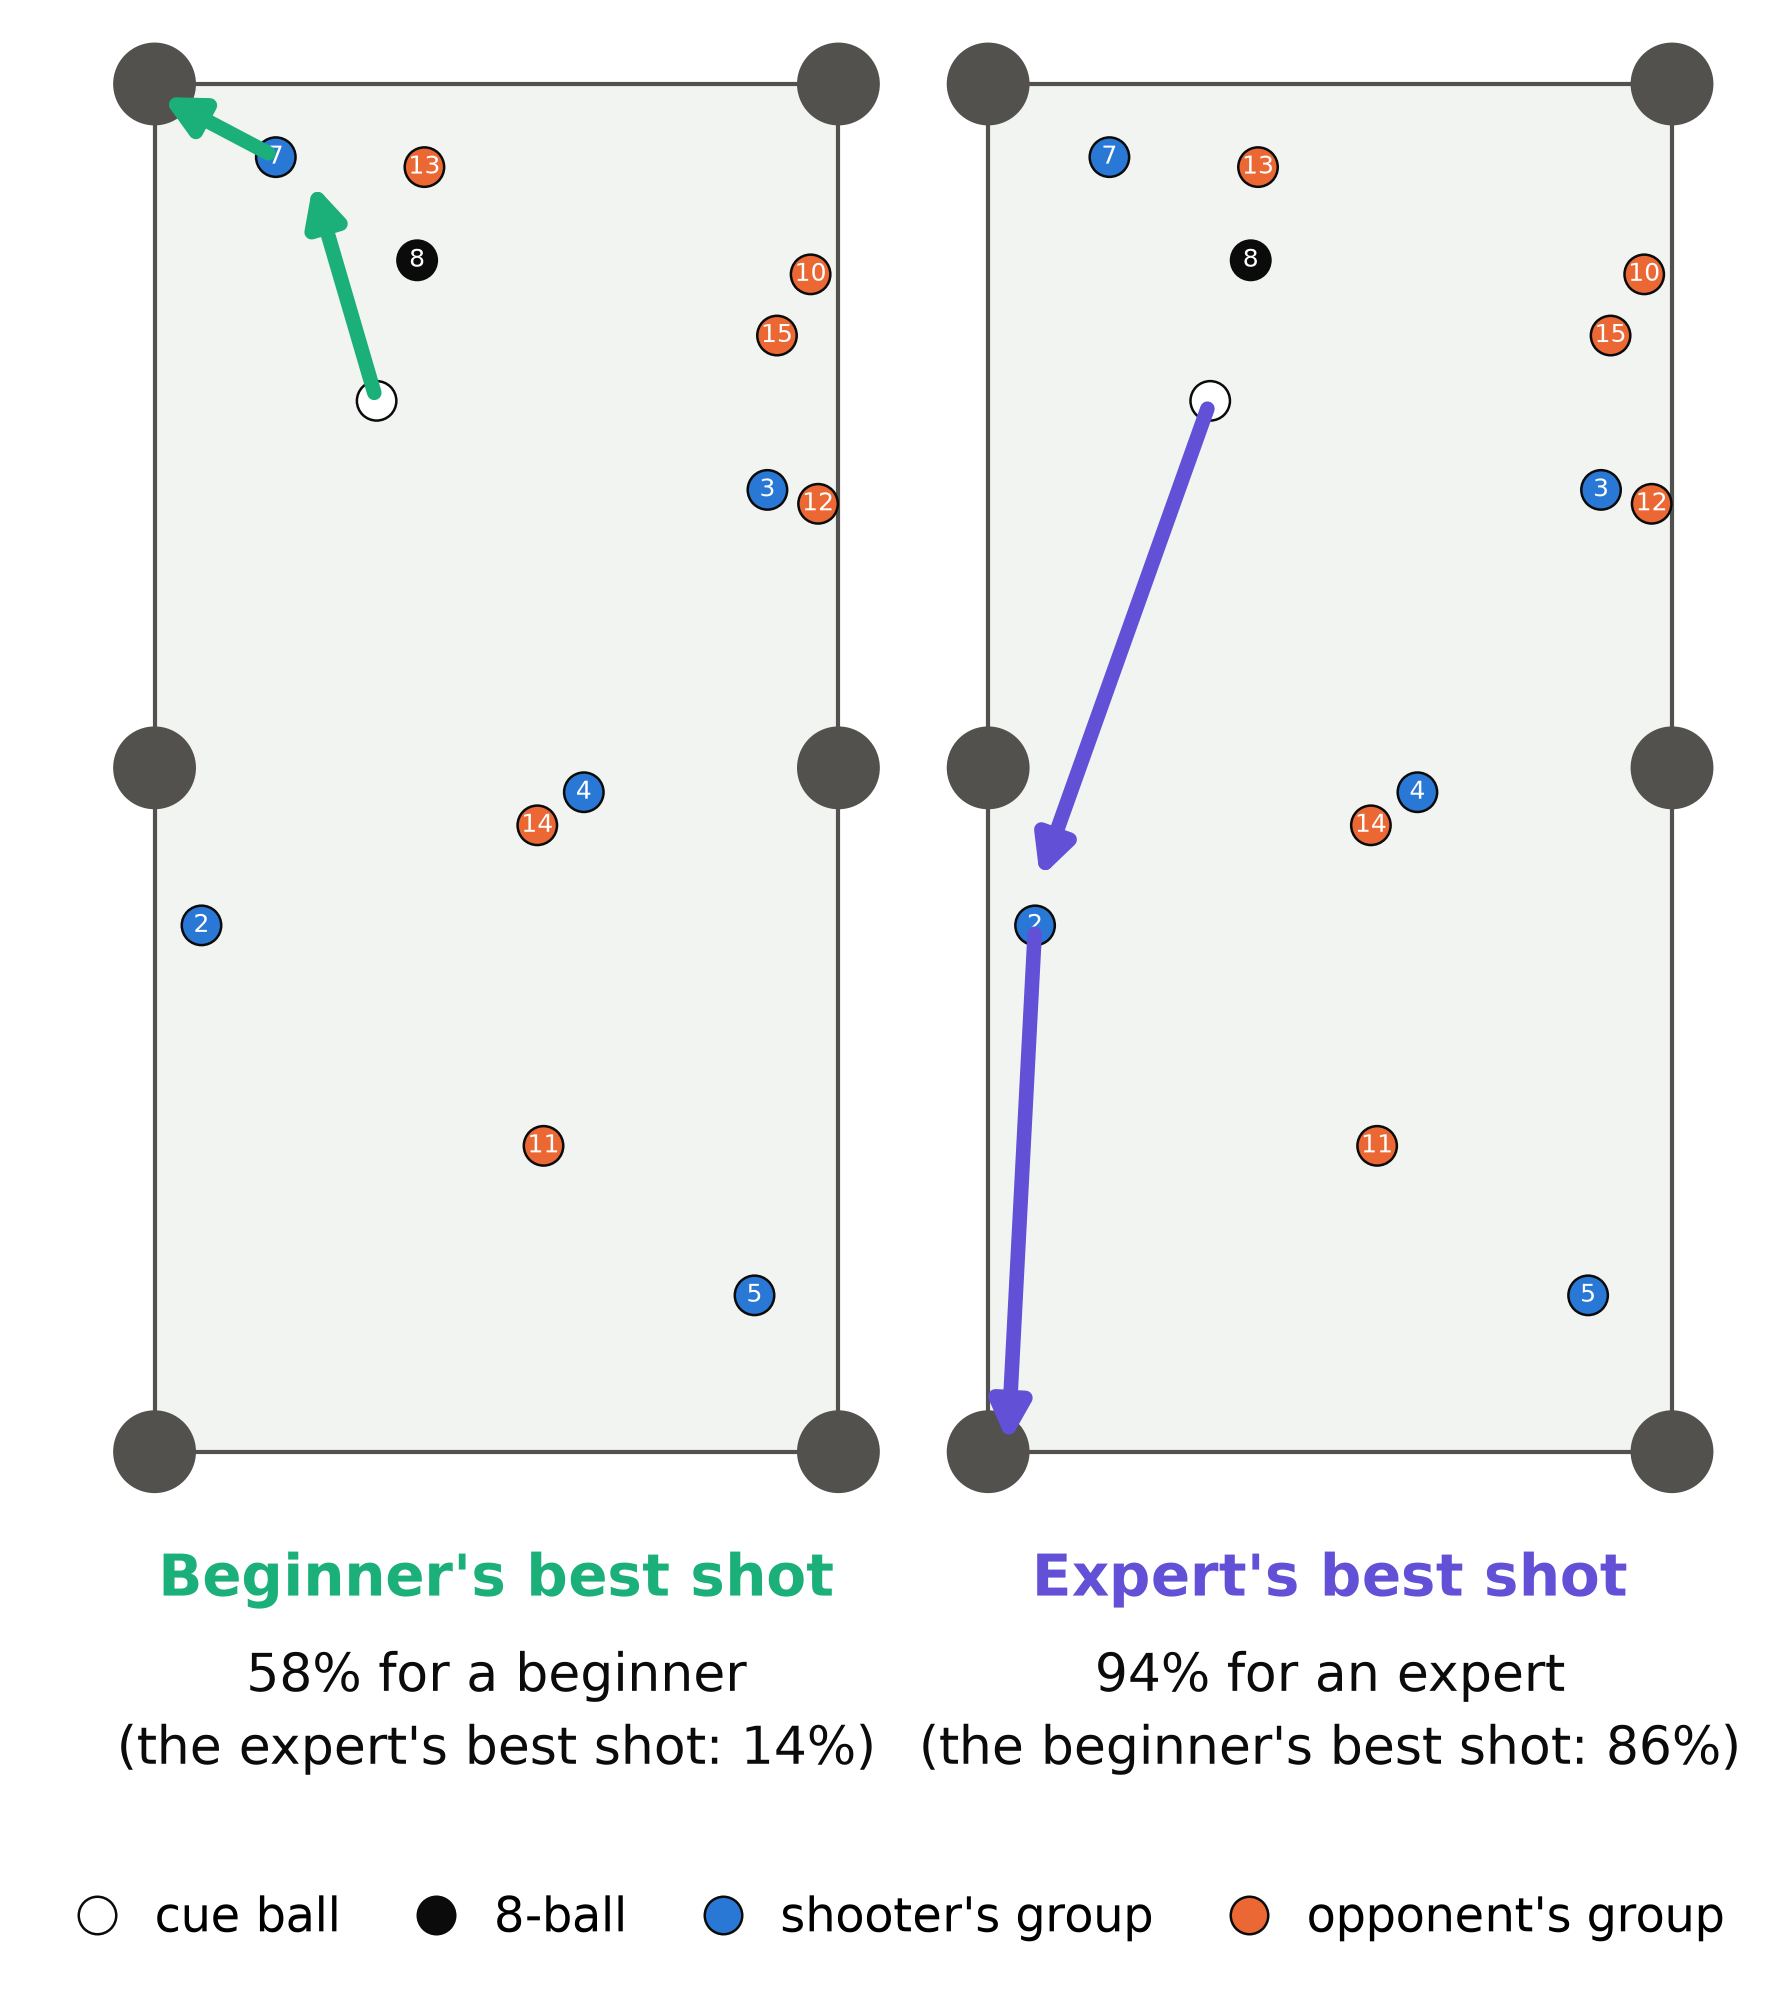 7
13
8
10
15
3
12
4
14
2
11
5
7
13
8
10
15
3
12
4
14
2
11
5
Beginner's best shot
58% for a beginner
(the expert's best shot: 14%)
Expert's best shot
94% for an expert
(the beginner's best shot: 86%)
cue ball
8-ball
shooter's group
opponent's group